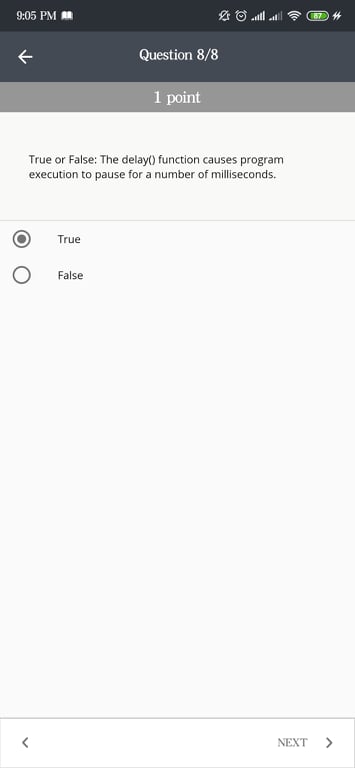 9:05 PM
87
Question 8/8
1 point
True or False: The delay() function causes program
execution to pause for a number of milliseconds.
True
False
NEXT